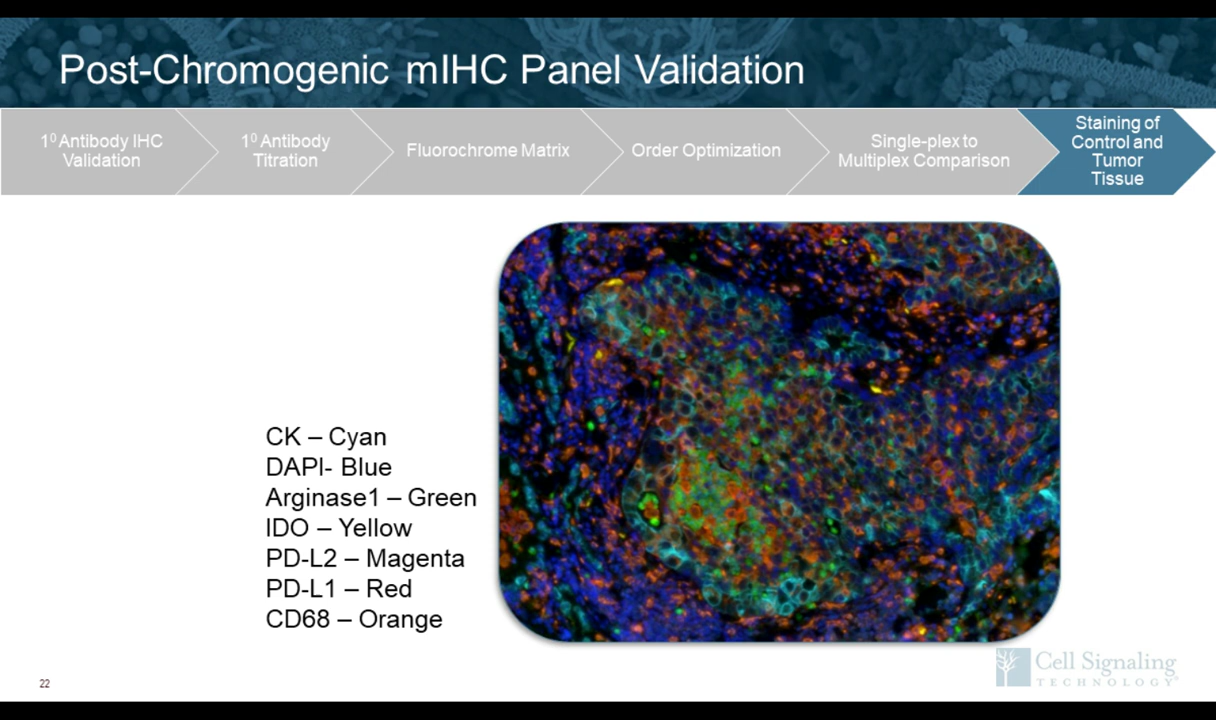 Post-Chromogenic mIHC Panel Validation
1⁰ Antibody IHC
Validation
1⁰ Antibody
Titration
Fluorochrome Matrix
Order Optimization
Single-plex to
Multiplex Comparison
Staining of
Control and
Tumor
Tissue
CK – Cyan
DAPI- Blue
Arginase1 – Green
IDO – Yellow
PD-L2 – Magenta
PD-L1 – Red
CD68 – Orange
22
Cell Signaling
TECHNOLOGY®